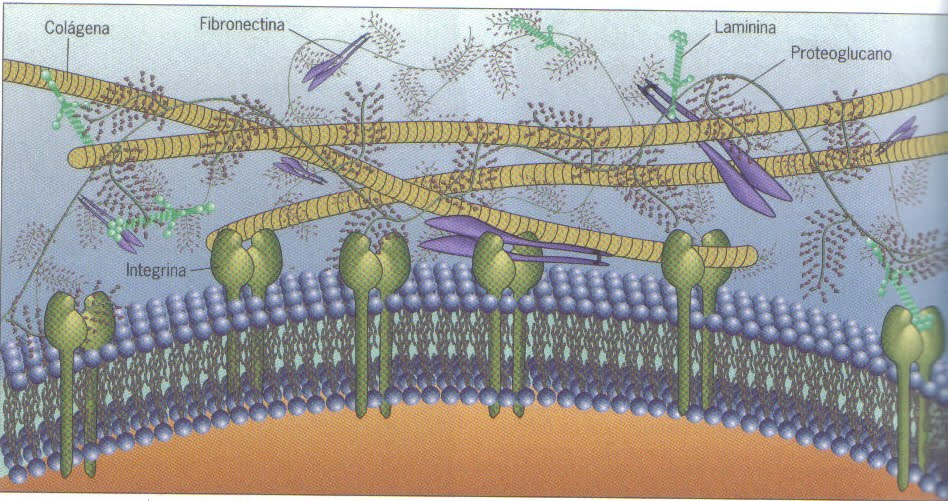 Colágena
Fibronectina
Laminina
Proteoglucano
Integrina